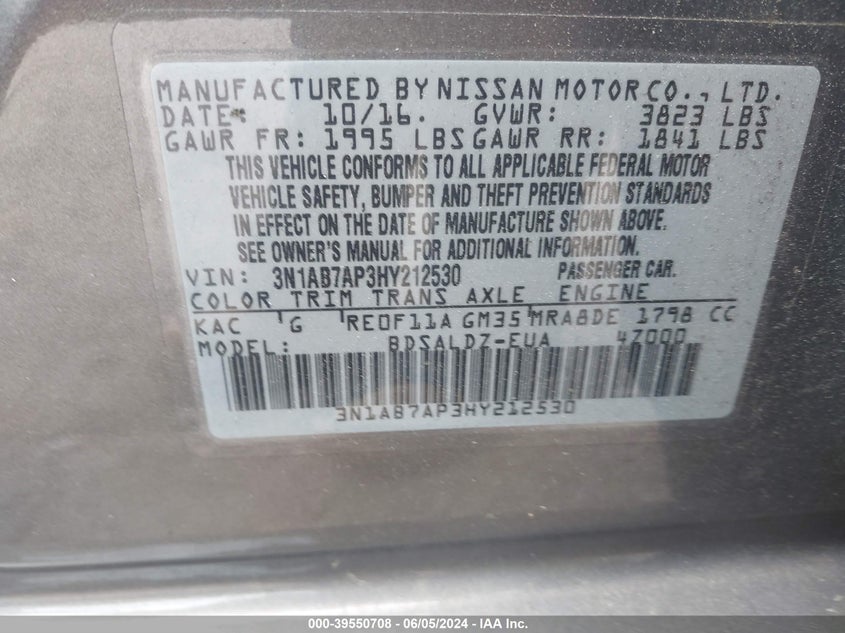 MANUFACTURED BY NISSAN MOTOR CO., LTD.
DATE: 10/16. GVWR: 3823 LBS
GAWR FR: 1995 LBS GAWR RR: 1841 LBS
THIS VEHICLE CONFORMS TO ALL APPLICABLE FEDERAL MOTOR
VEHICLE SAFETY, BUMPER AND THEFT PREVENTION STANDARDS
IN EFFECT ON THE DATE OF MANUFACTURE SHOWN ABOVE.
SEE OWNER'S MANUAL FOR ADDITIONAL INFORMATION.
VIN: 3N1AB7AP3HY212530 PASSENGER CAR.
COLOR TRIM TRANS AXLE ENGINE
KAC G RE0F11A GM35 MRA8DE 1798 CC
MODEL: BDSALDZ-EUA 47000
3N1AB7AP3HY212530
000-39550708 - 06/05/2024 - IAA Inc.